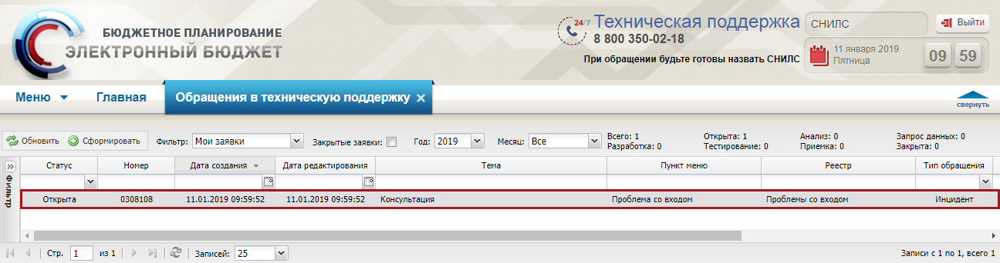 БЮДЖЕТНОЕ ПЛАНИРОВАНИЕ
ЭЛЕКТРОННЫЙ БЮДЖЕТ
24/7 Техническая поддержка
8 800 350-02-18
При обращении будьте готовы назвать СНИЛС
СНИЛС
Выйти
11 января 2019
Пятница
09 59
Меню Главная Обращения в техническую поддержку
свернуть
Обновить Сформировать Фильтр: Мои заявки Закрытые заявки: Год: 2019 Месяц: Все
Всего: 1 Открыта: 1 Анализ: 0 Запрос данных: 0
Разработка: 0 Тестирование: 0 Приемка: 0 Закрыта: 0
Фильтр
Статус Номер Дата создания Дата редактирования Тема Пункт меню Реестр Тип обращения
Открыта 0308108 11.01.2019 09:59:52 11.01.2019 09:59:52 Консультация Проблема со входом Проблемы со входом Инцидент
Стр. 1 из 1 Записей: 25 Записи с 1 по 1, всего 1